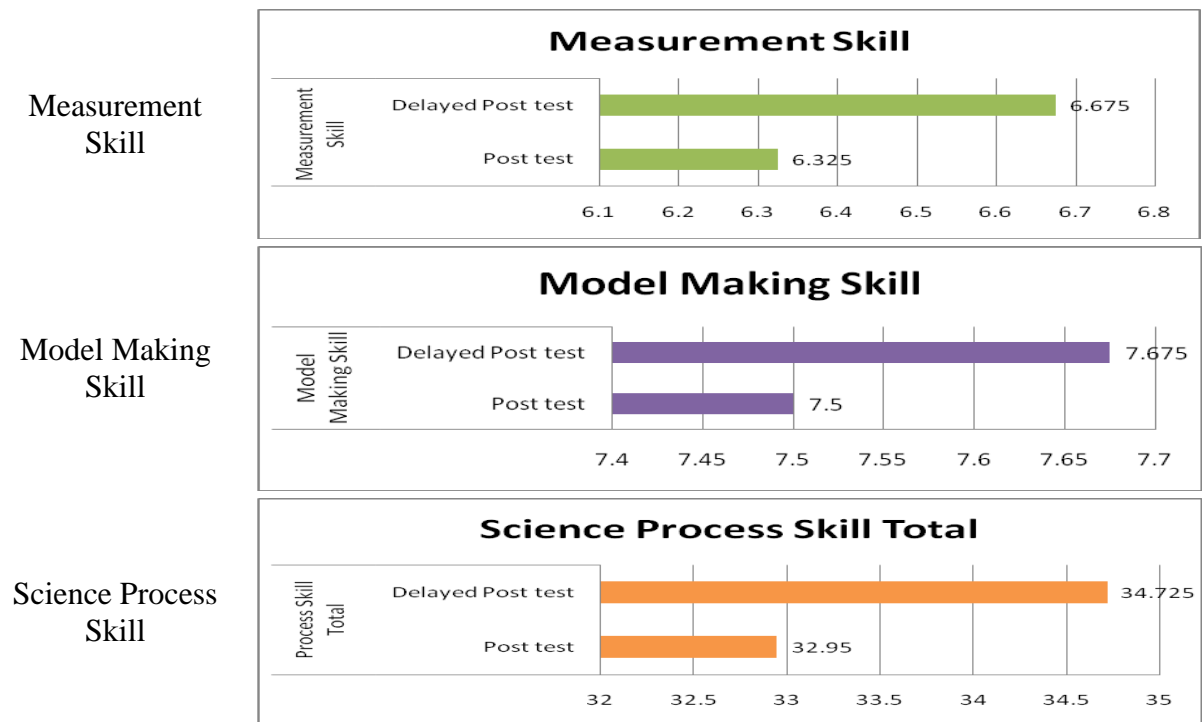 Measurement
Skill
Measurement Skill
Measurement
Skill
Delayed Post test
6.675
Post test
6.325
6.1 6.2 6.3 6.4 6.5 6.6 6.7 6.8
Model Making
Skill
Model Making Skill
Model
Making Skill
Delayed Post test
7.675
Post test
7.5
7.4 7.45 7.5 7.55 7.6 7.65 7.7
Science Process
Skill
Science Process Skill Total
Process Skill
Total
Delayed Post test
34.725
Post test
32.95
32 32.5 33 33.5 34 34.5 35